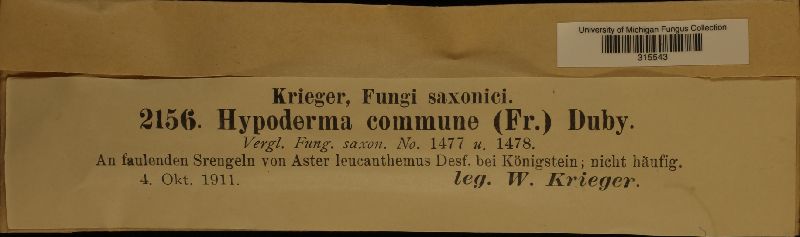 University of Michigan Fungus Collection
315543
Krieger, Fungi saxonici.
2156. Hypoderma commune (Fr.) Duby.
Vergl. Fung. saxon. No. 1477 u. 1478.
An faulenden Srengeln von Aster leucanthemus Desf. bei Königstein; nicht häufig.
4. Okt. 1911. leg. W. Krieger.